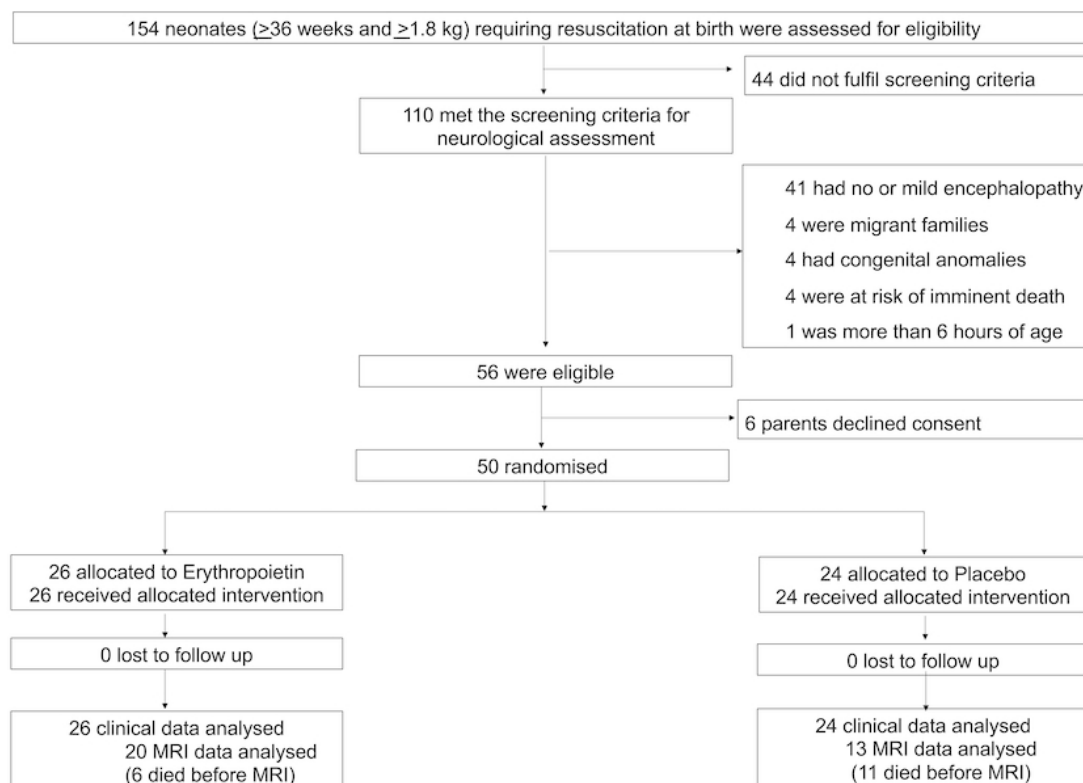 154 neonates (≥36 weeks and ≥1.8 kg) requiring resuscitation at birth were assessed for eligibility
44 did not fulfil screening criteria
110 met the screening criteria for
neurological assessment
41 had no or mild encephalopathy
4 were migrant families
4 had congenital anomalies
4 were at risk of imminent death
1 was more than 6 hours of age
56 were eligible
6 parents declined consent
50 randomised
26 allocated to Erythropoietin
26 received allocated intervention
24 allocated to Placebo
24 received allocated intervention
0 lost to follow up
0 lost to follow up
26 clinical data analysed
20 MRI data analysed
(6 died before MRI)
24 clinical data analysed
13 MRI data analysed
(11 died before MRI)